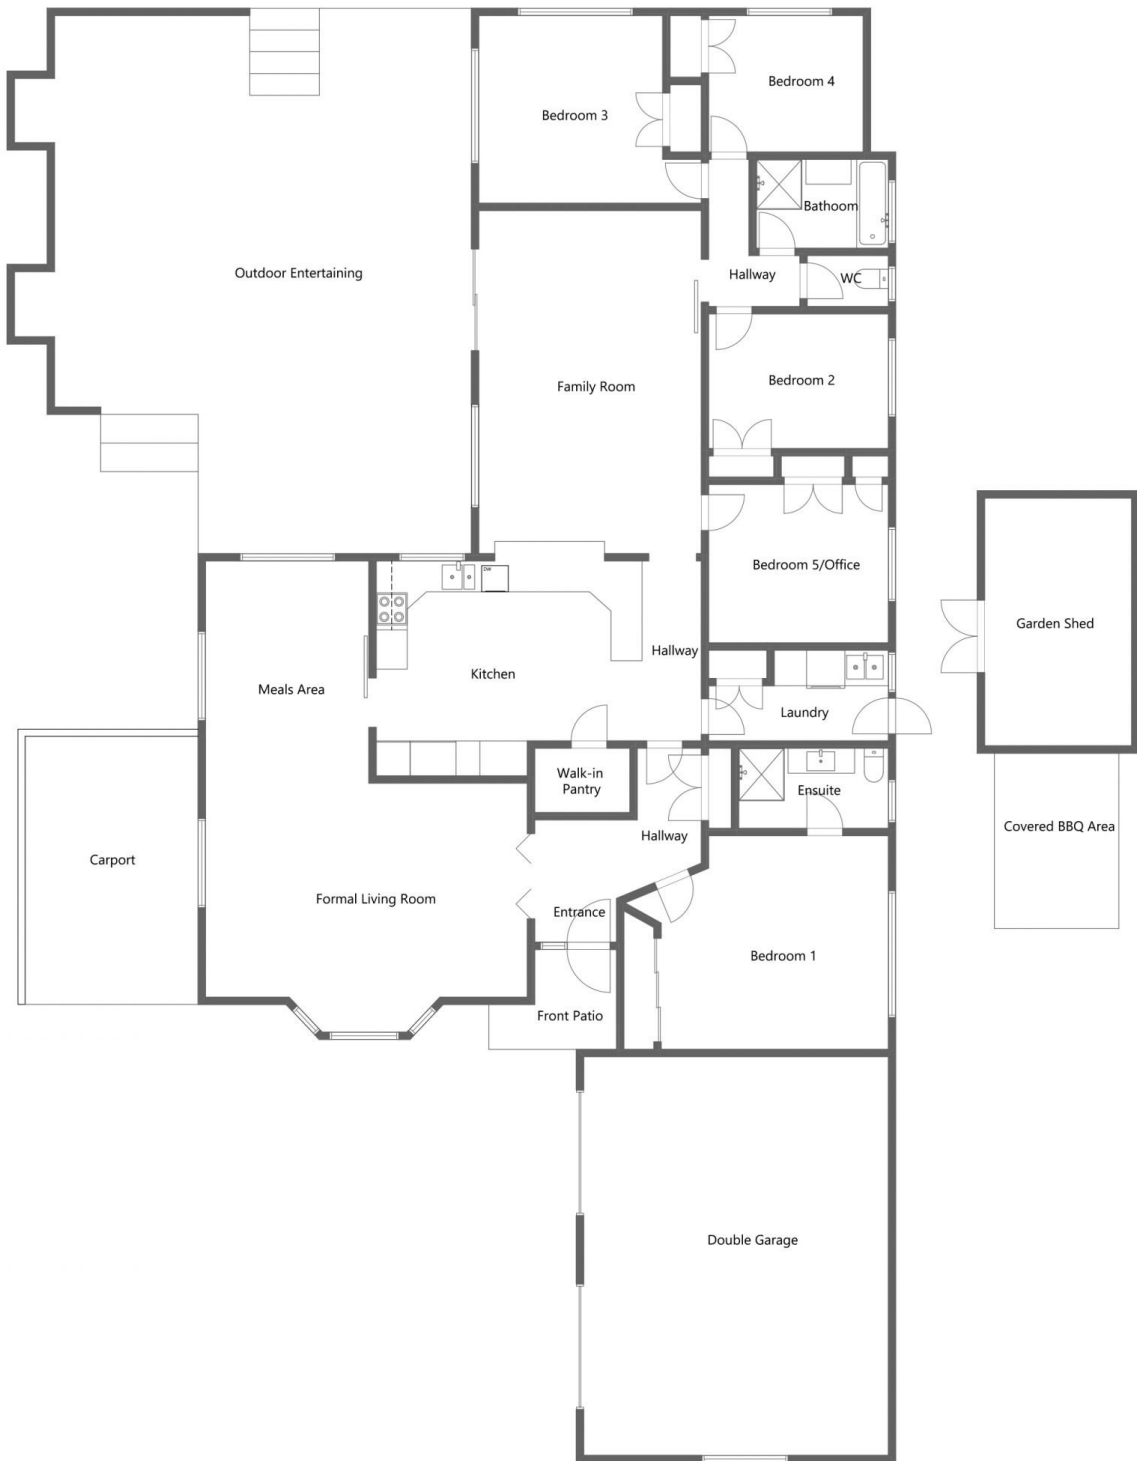 Bedroom 4
Bedroom 3
Bathoom
Outdoor Entertaining
Hallway
WC
Bedroom 2
Family Room
Bedroom 5/Office
Garden Shed
Hallway
Kitchen
Meals Area
Laundry
Walk-in
Pantry
Ensuite
Covered BBQ Area
Hallway
Carport
Formal Living Room
Entrance
Bedroom 1
Front Patio
Double Garage